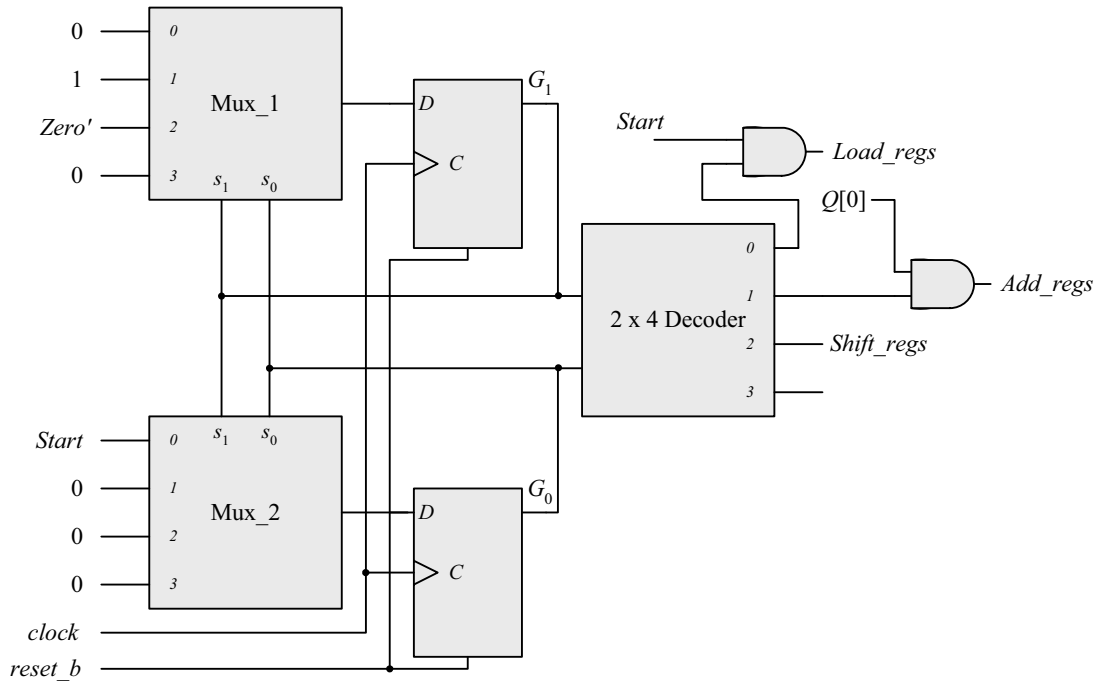 0
0
1
1
Zero'
2
0
3
Mux_1
s1
s0
D
G1
C
Start
Load_regs
Q[0]
Add_regs
0
1
2 x 4 Decoder
2
Shift_regs
3
Start
0
s1
s0
0
1
Mux_2
0
2
0
3
D
G0
C
clock
reset_b